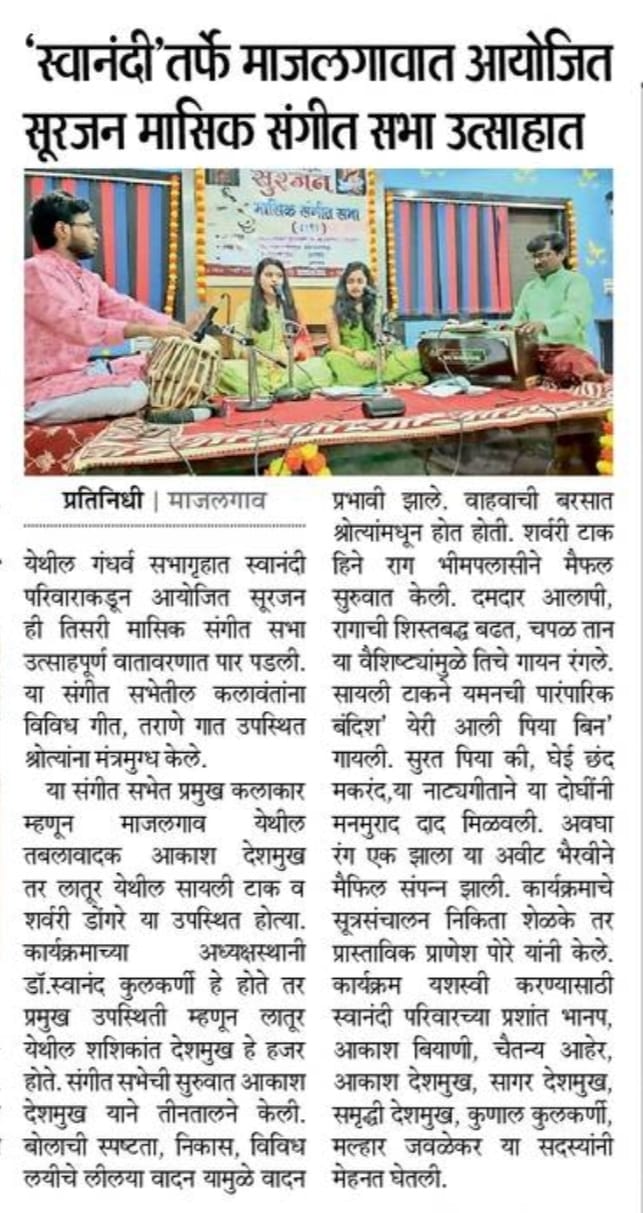 ‘स्वानंदी’तर्फे माजलगावात आयोजित
सूरजन मासिक संगीत सभा उत्साहात
सुरजन
मासिक संगीत सभा
प्रतिनिधी | माजलगाव
येथील गंधर्व सभागृहात स्वानंदी
परिवाराकडून आयोजित सूरजन
ही तिसरी मासिक संगीत सभा
उत्साहपूर्ण वातावरणात पार पडली.
या संगीत सभेतील कलावंतांना
विविध गीत, तराणे गात उपस्थित
श्रोत्यांना मंत्रमुग्ध केले.
या संगीत सभेत प्रमुख कलाकार
म्हणून माजलगाव येथील
तबलावादक आकाश देशमुख
तर लातूर येथील सायली टाक व
शर्वरी डोंगरे या उपस्थित होत्या.
कार्यक्रमाच्या अध्यक्षस्थानी
डॉ.स्वानंद कुलकर्णी हे होते तर
प्रमुख उपस्थिती म्हणून लातूर
येथील शशिकांत देशमुख हे हजर
होते. संगीत सभेची सुरुवात आकाश
देशमुख याने तीनतालने केली.
बोलाची स्पष्टता, निकास, विविध
लयीचे लीलया वादन यामुळे वादन
प्रभावी झाले. वाहवाची बरसात
श्रोत्यांमधून होत होती. शर्वरी टाक
हिने राग भीमपलासीने मैफल
सुरुवात केली. दमदार आलापी,
रागाची शिस्तबद्ध बढत, चपळ तान
या वैशिष्ट्यांमुळे तिचे गायन रंगले.
सायली टाकने यमनची पारंपारिक
बंदिश' येरी आली पिया बिन'
गायली. सुरत पिया की, घेई छंद
मकरंद,या नाट्यगीताने या दोघींनी
मनमुराद दाद मिळवली. अवघा
रंग एक झाला या अवीट भैरवीने
मैफिल संपन्न झाली. कार्यक्रमाचे
सूत्रसंचालन निकिता शेळके तर
प्रास्ताविक प्राणेश पोरे यांनी केले.
कार्यक्रम यशस्वी करण्यासाठी
स्वानंदी परिवारच्या प्रशांत भानप,
आकाश बियाणी, चैतन्य आहेर,
आकाश देशमुख, सागर देशमुख,
समृद्धी देशमुख, कुणाल कुलकर्णी,
मल्हार जवळेकर या सदस्यांनी
मेहनत घेतली.